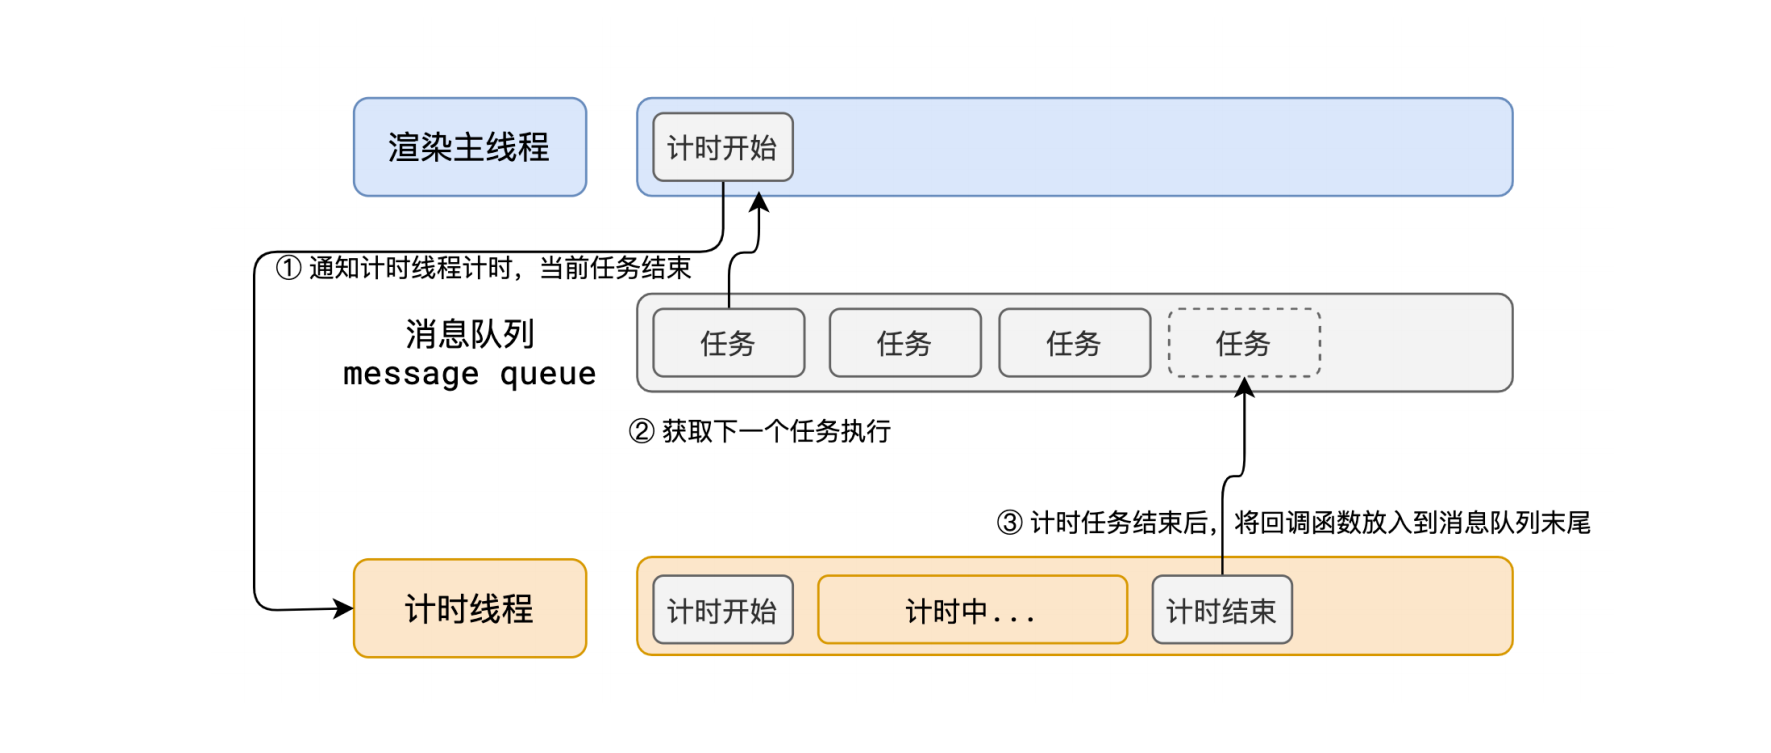 渲染主线程
计时开始
① 通知计时线程计时，当前任务结束
消息队列
message queue
任务
任务
任务
任务
② 获取下一个任务执行
③ 计时任务结束后，将回调函数放入到消息队列末尾
计时线程
计时开始
计时中...
计时结束